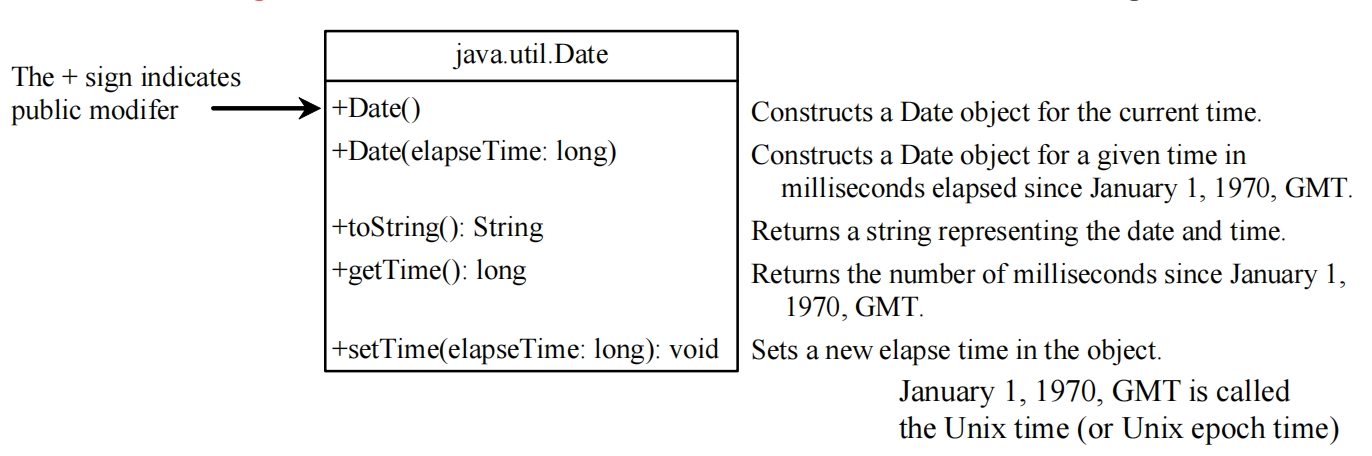 java.util.Date
The + sign indicates
public modifer
+Date()
Constructs a Date object for the current time.
+Date(elapseTime: long)
Constructs a Date object for a given time in
milliseconds elapsed since January 1, 1970, GMT.
+toString(): String
Returns a string representing the date and time.
+getTime(): long
Returns the number of milliseconds since January 1,
1970, GMT.
+setTime(elapseTime: long): void
Sets a new elapse time in the object.
January 1, 1970, GMT is called
the Unix time (or Unix epoch time)